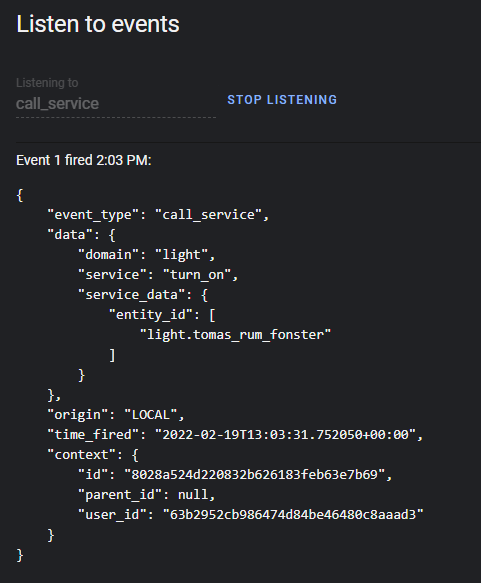 Listen to events
Listening to
call_service
STOP LISTENING
Event 1 fired 2:03 PM:
{
    "event_type": "call_service",
    "data": {
        "domain": "light",
        "service": "turn_on",
        "service_data": {
            "entity_id": [
                "light.tomas_rum_fonster"
            ]
        }
    },
    "origin": "LOCAL",
    "time_fired": "2022-02-19T13:03:31.752050+00:00",
    "context": {
        "id": "8028a524d220832b626183feb63e7b69",
        "parent_id": null,
        "user_id": "63b2952cb986474d84be46480c8aaad3"
    }
}